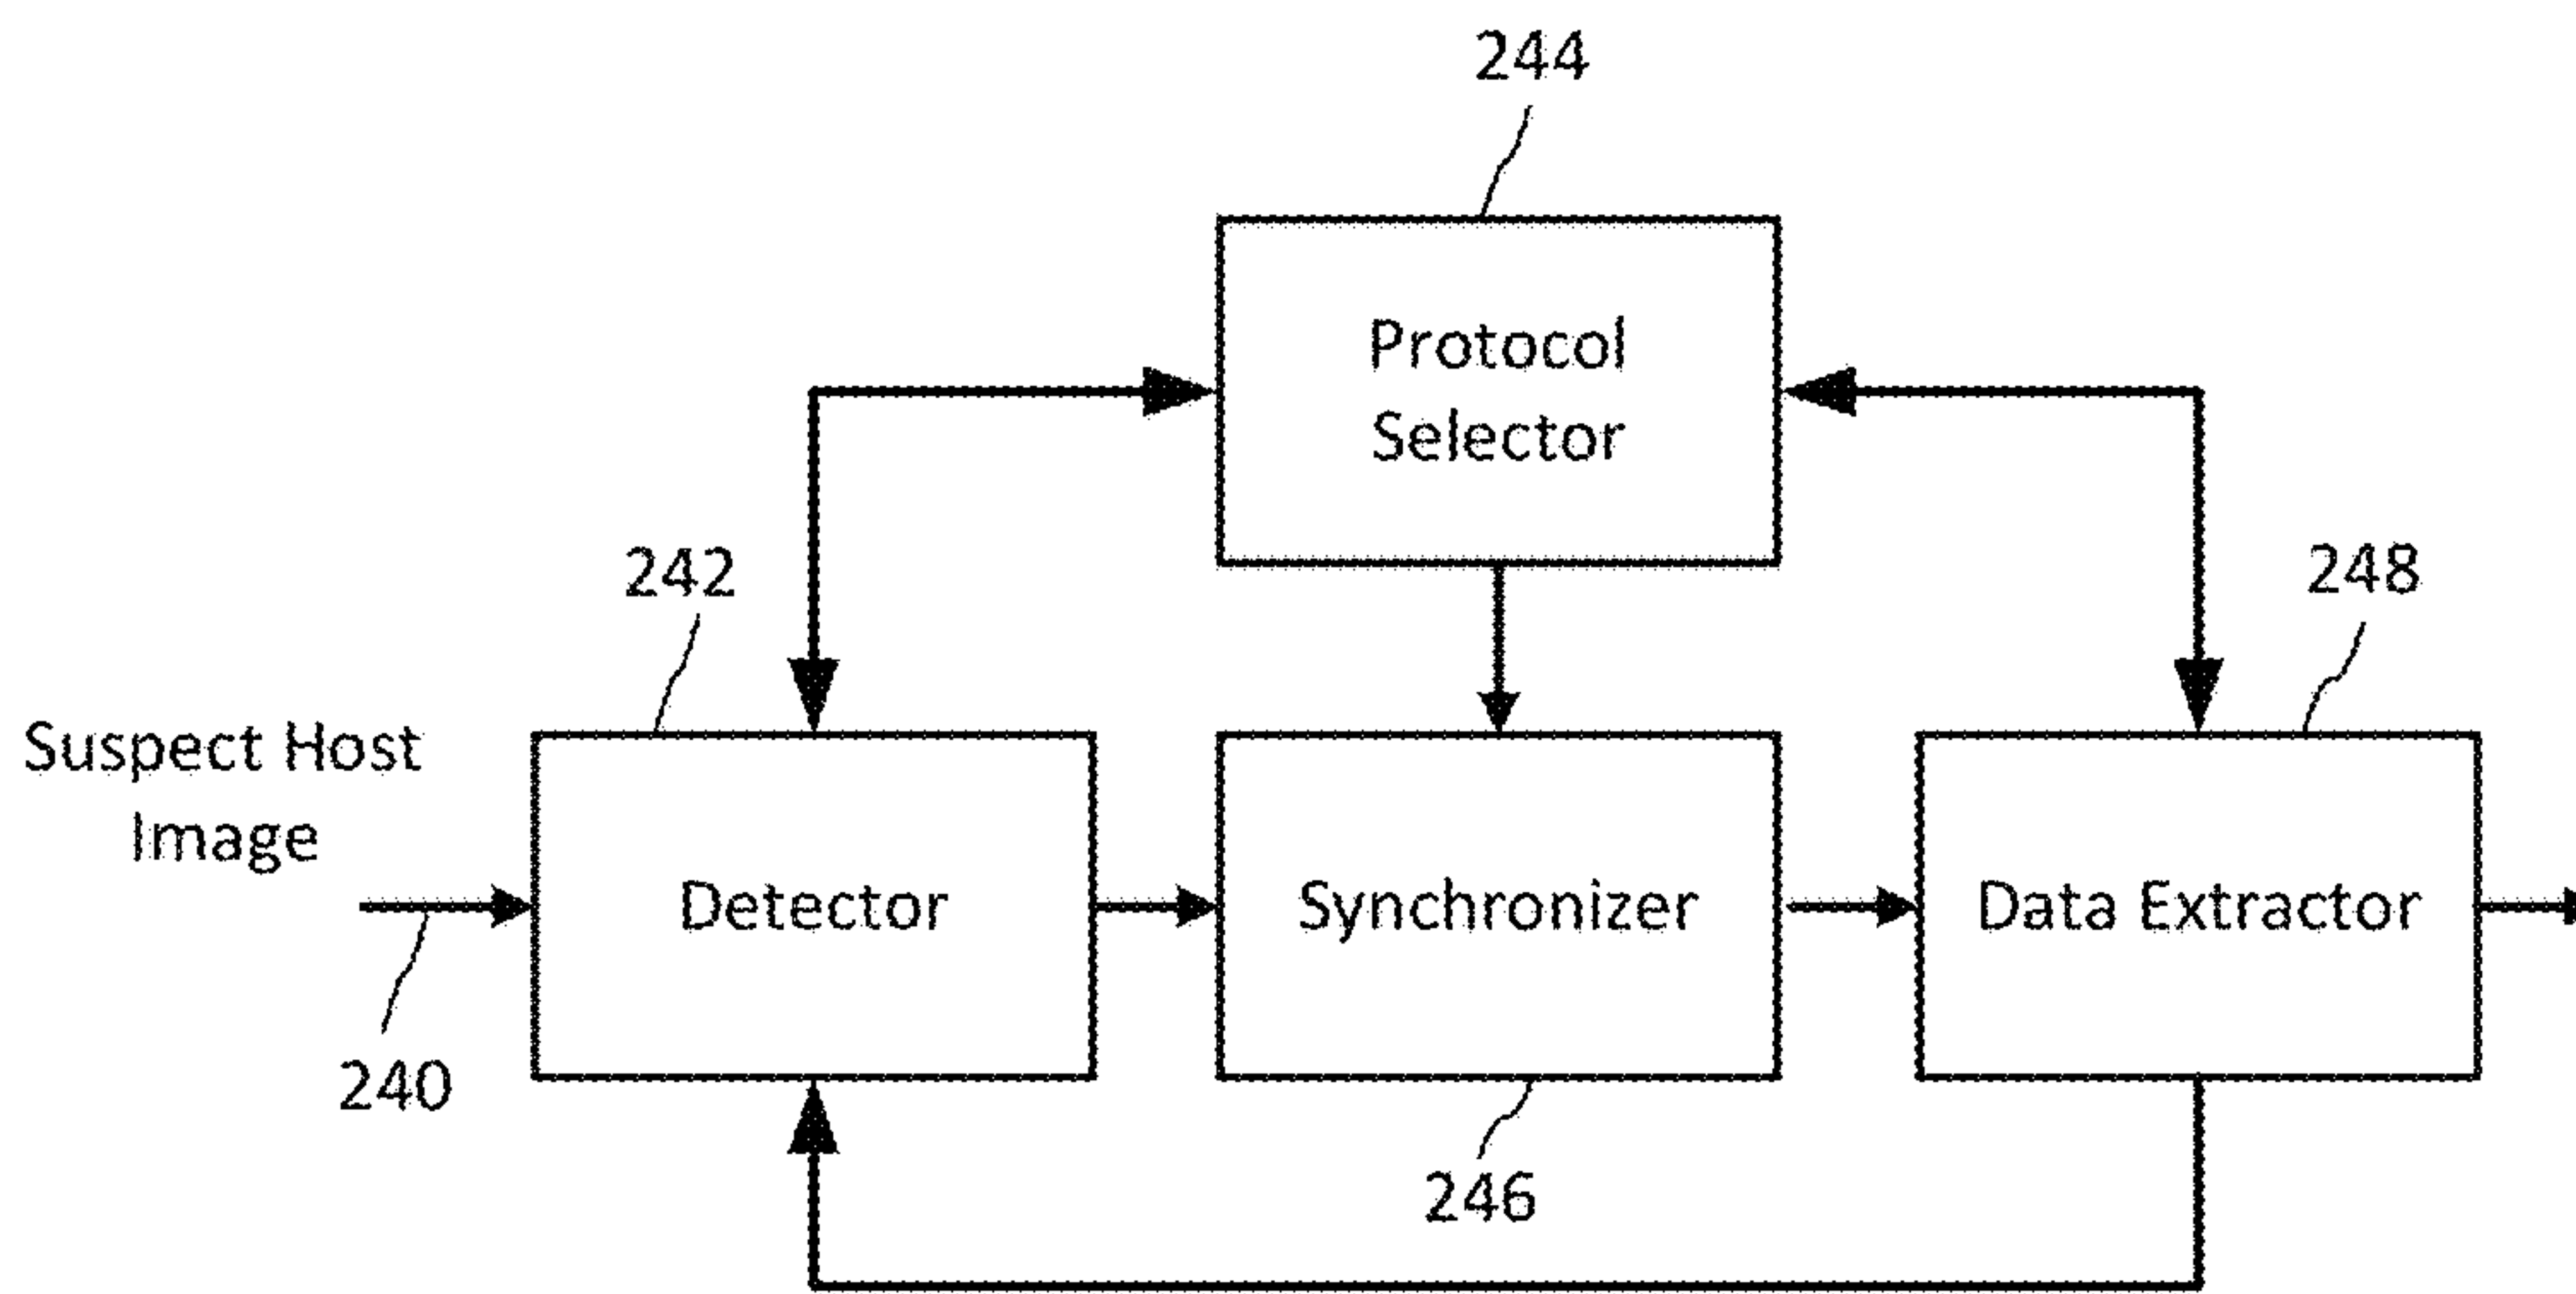 244
Protocol
Selector
242
248
Suspect Host
Image
Detector
Synchronizer
Data Extractor
240
246